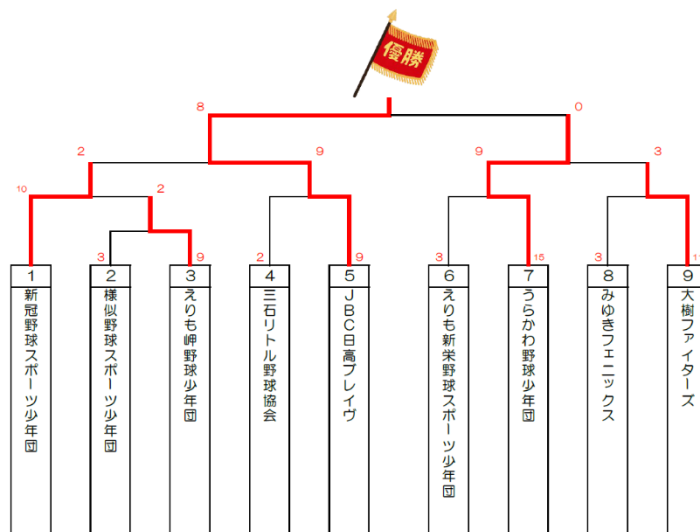 優勝
8
0
2
9
9
3
10
2
3
9
2
9
3
15
3
1
2
3
4
5
6
7
8
9
新冠野球スポーツ少年団
様似野球スポーツ少年団
えりも岬野球少年団
三石リトル野球協会
JBC日高ブレイヴ
えりも新栄野球スポーツ少年団
うらかわ野球少年団
みゆきフェニックス
大樹ファイターズ